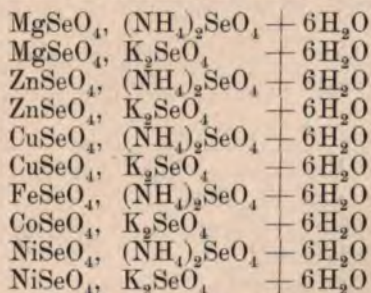 MgSeO₄, (NH₄)₂SeO₄ + 6H₂O
MgSeO₄, K₂SeO₄ + 6H₂O
ZnSeO₄, (NH₄)₂SeO₄ + 6H₂O
ZnSeO₄, K₂SeO₄ + 6H₂O
CuSeO₄, (NH₄)₂SeO₄ + 6H₂O
CuSeO₄, K₂SeO₄ + 6H₂O
FeSeO₄, (NH₄)₂SeO₄ + 6H₂O
CoSeO₄, K₂SeO₄ + 6H₂O
NiSeO₄, (NH₄)₂SeO₄ + 6H₂O
NiSeO₄, K₂SeO₄ + 6H₂O